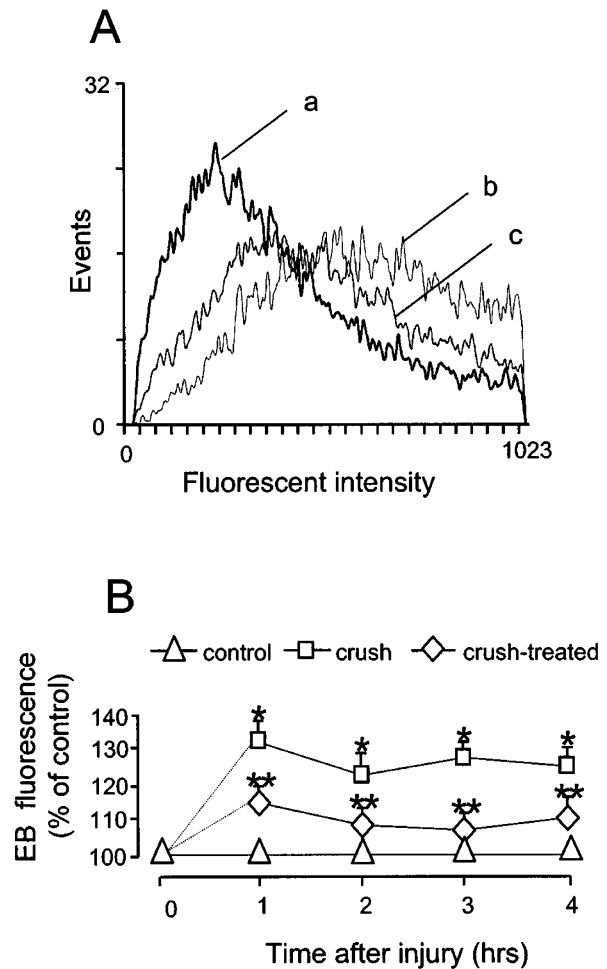 A
32
a
b
c
Events
0
0
1023
Fluorescent intensity
B
control crush crush-treated
EB fluorescence
(% of control)
140
130
120
110
100
*
*
*
*
**
**
**
**
0 1 2 3 4
Time after injury (hrs)